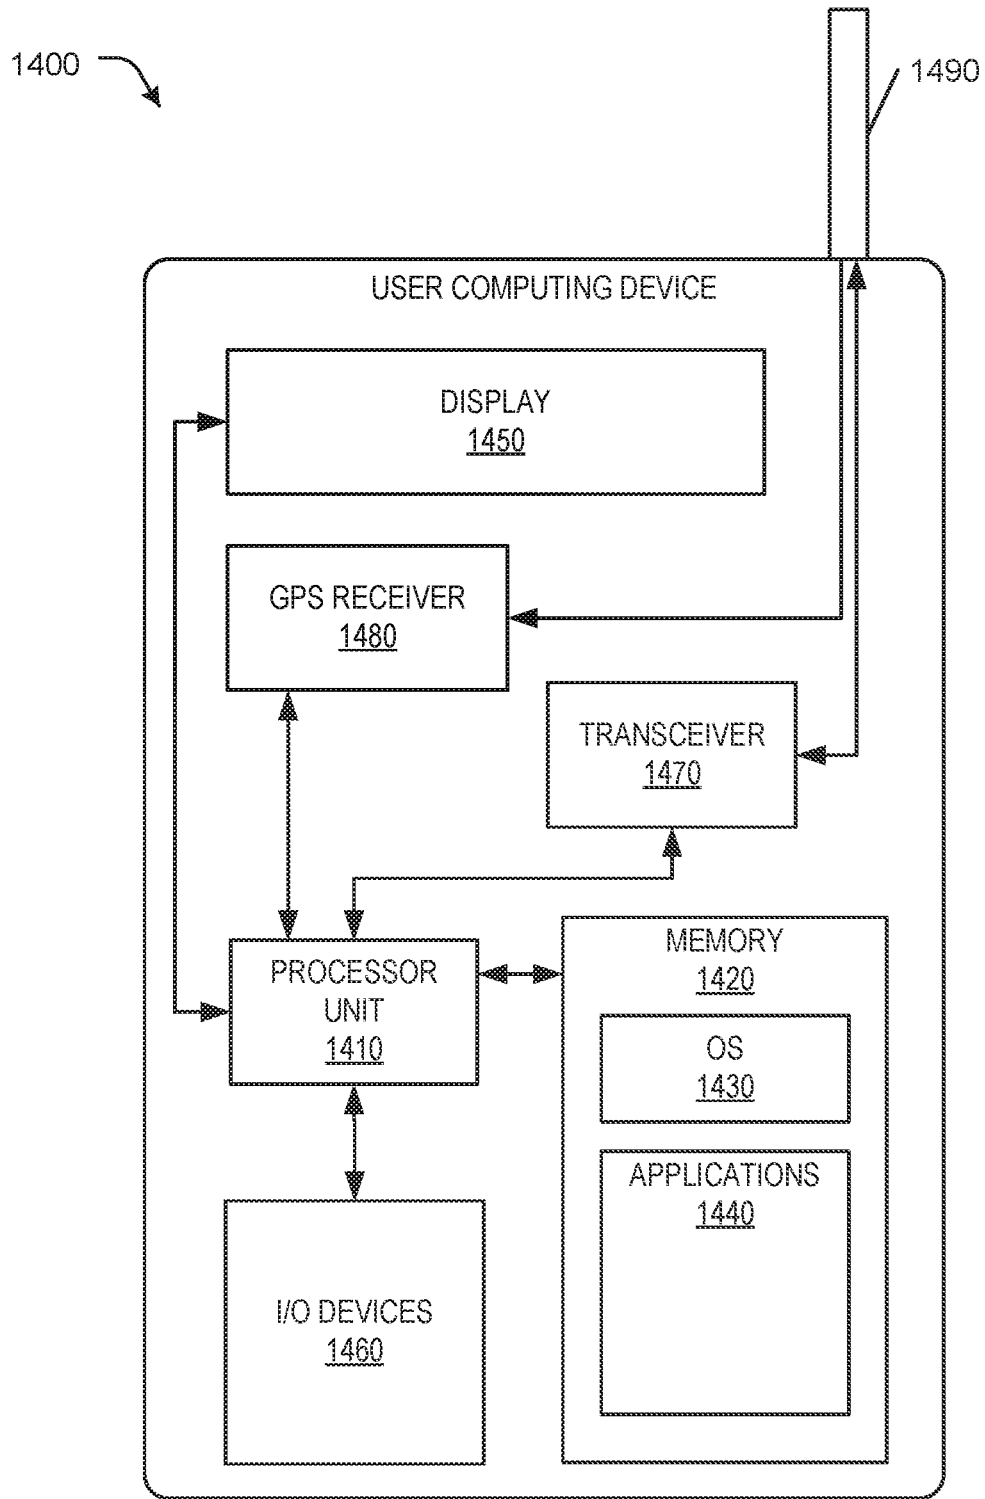 1400
1490
USER COMPUTING DEVICE
DISPLAY
1450
GPS RECEIVER
1480
TRANSCEIVER
1470
PROCESSOR
UNIT
1410
MEMORY
1420
OS
1430
APPLICATIONS
1440
I/O DEVICES
1460